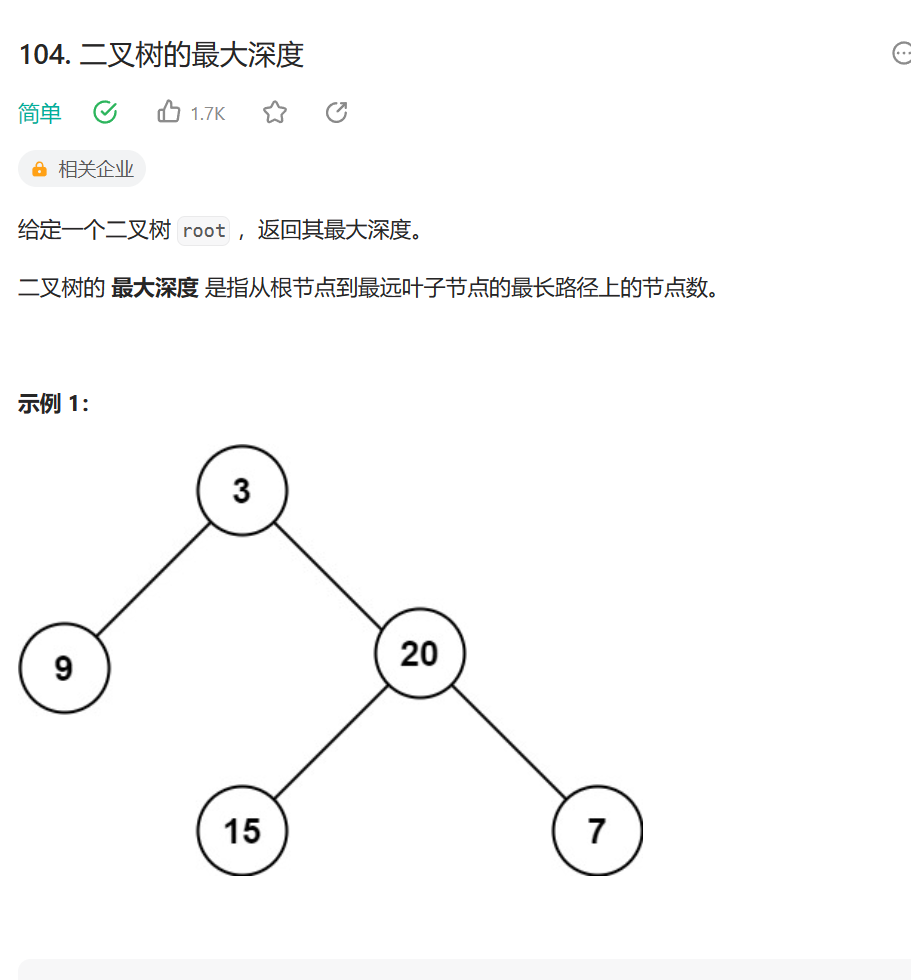 104. 二叉树的最大深度
简单 1.7K
相关企业
给定一个二叉树 root ，返回其最大深度。
二叉树的 最大深度 是指从根节点到最远叶子节点的最长路径上的节点数。
示例 1：
3
9
20
15
7